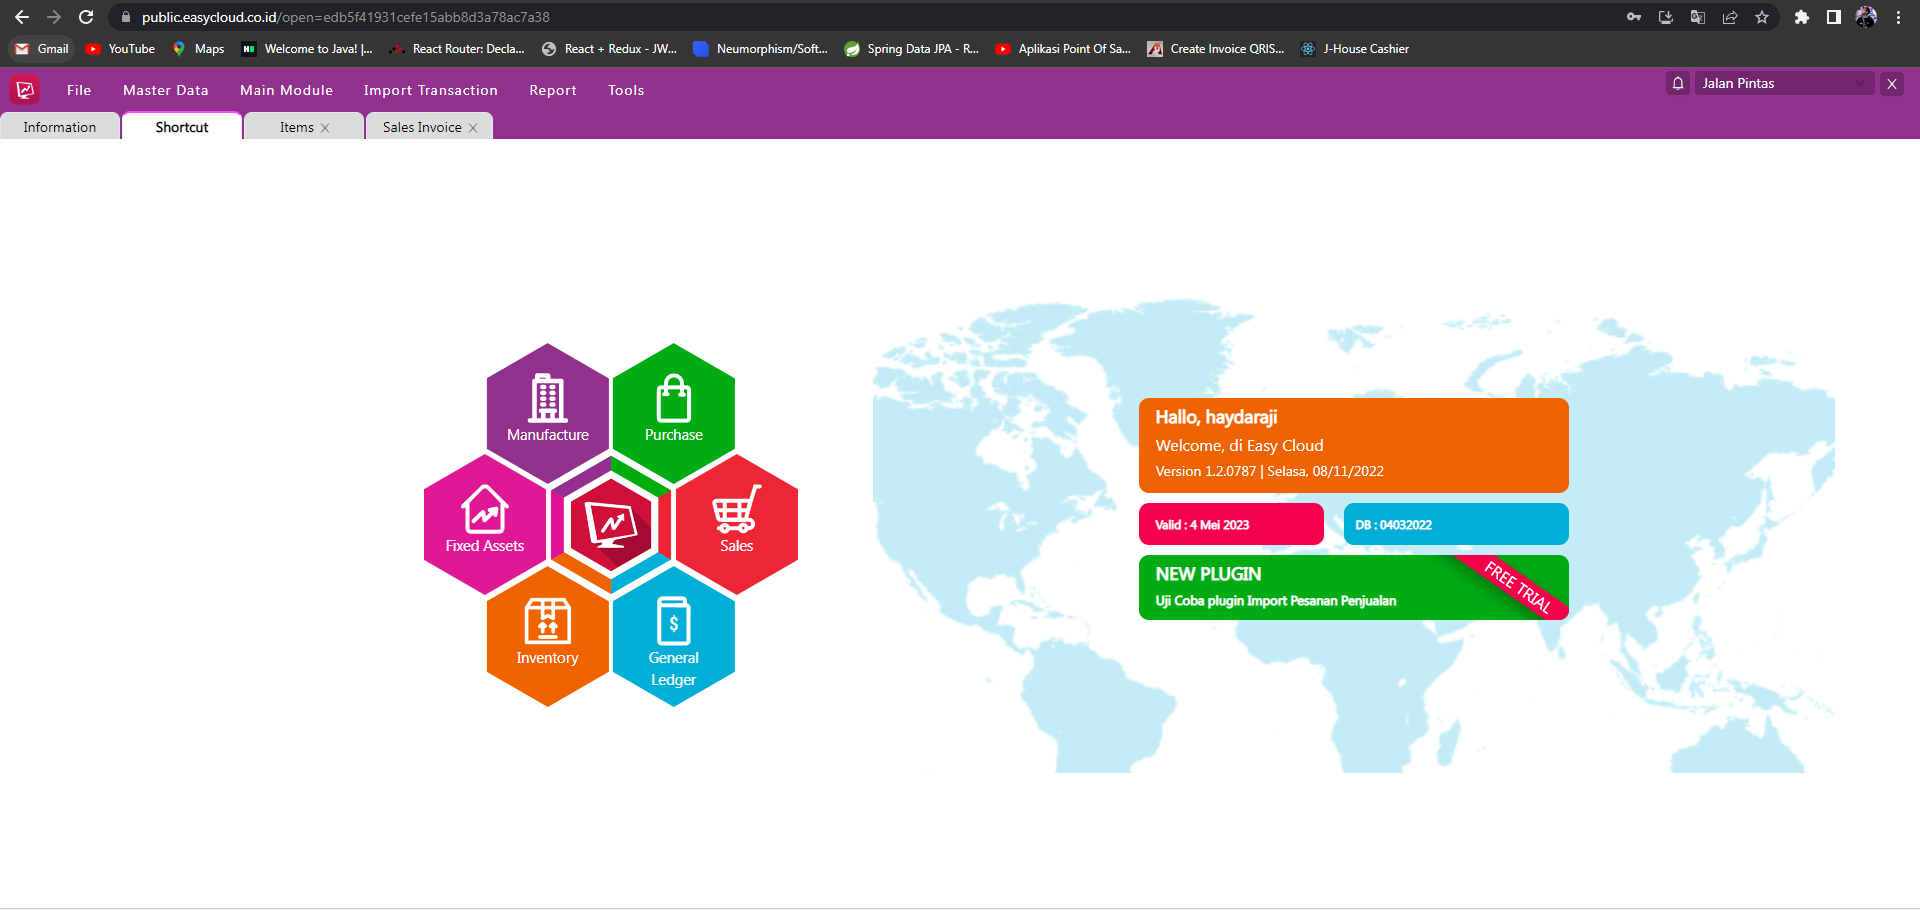 public.easycloud.co.id/open=edb5f41931cefe15abb8d3a78ac7a38
Gmail
YouTube
Maps
Welcome to Java! |...
React Router: Decla...
React + Redux - JW...
Neumorphism/Soft...
Spring Data JPA - R...
Aplikasi Point Of Sa...
Create Invoice QRIS...
J-House Cashier
File
Master Data
Main Module
Import Transaction
Report
Tools
Jalan Pintas
X
Information
Shortcut
Items
Sales Invoice
Manufacture
Purchase
Fixed Assets
Sales
Inventory
General
Ledger
Hallo, haydaraji
Welcome, di Easy Cloud
Version 1.2.0787 | Selasa, 08/11/2022
Valid : 4 Mei 2023
DB : 04032022
NEW PLUGIN
Uji Coba plugin Import Pesanan Penjualan
FREE TRIAL